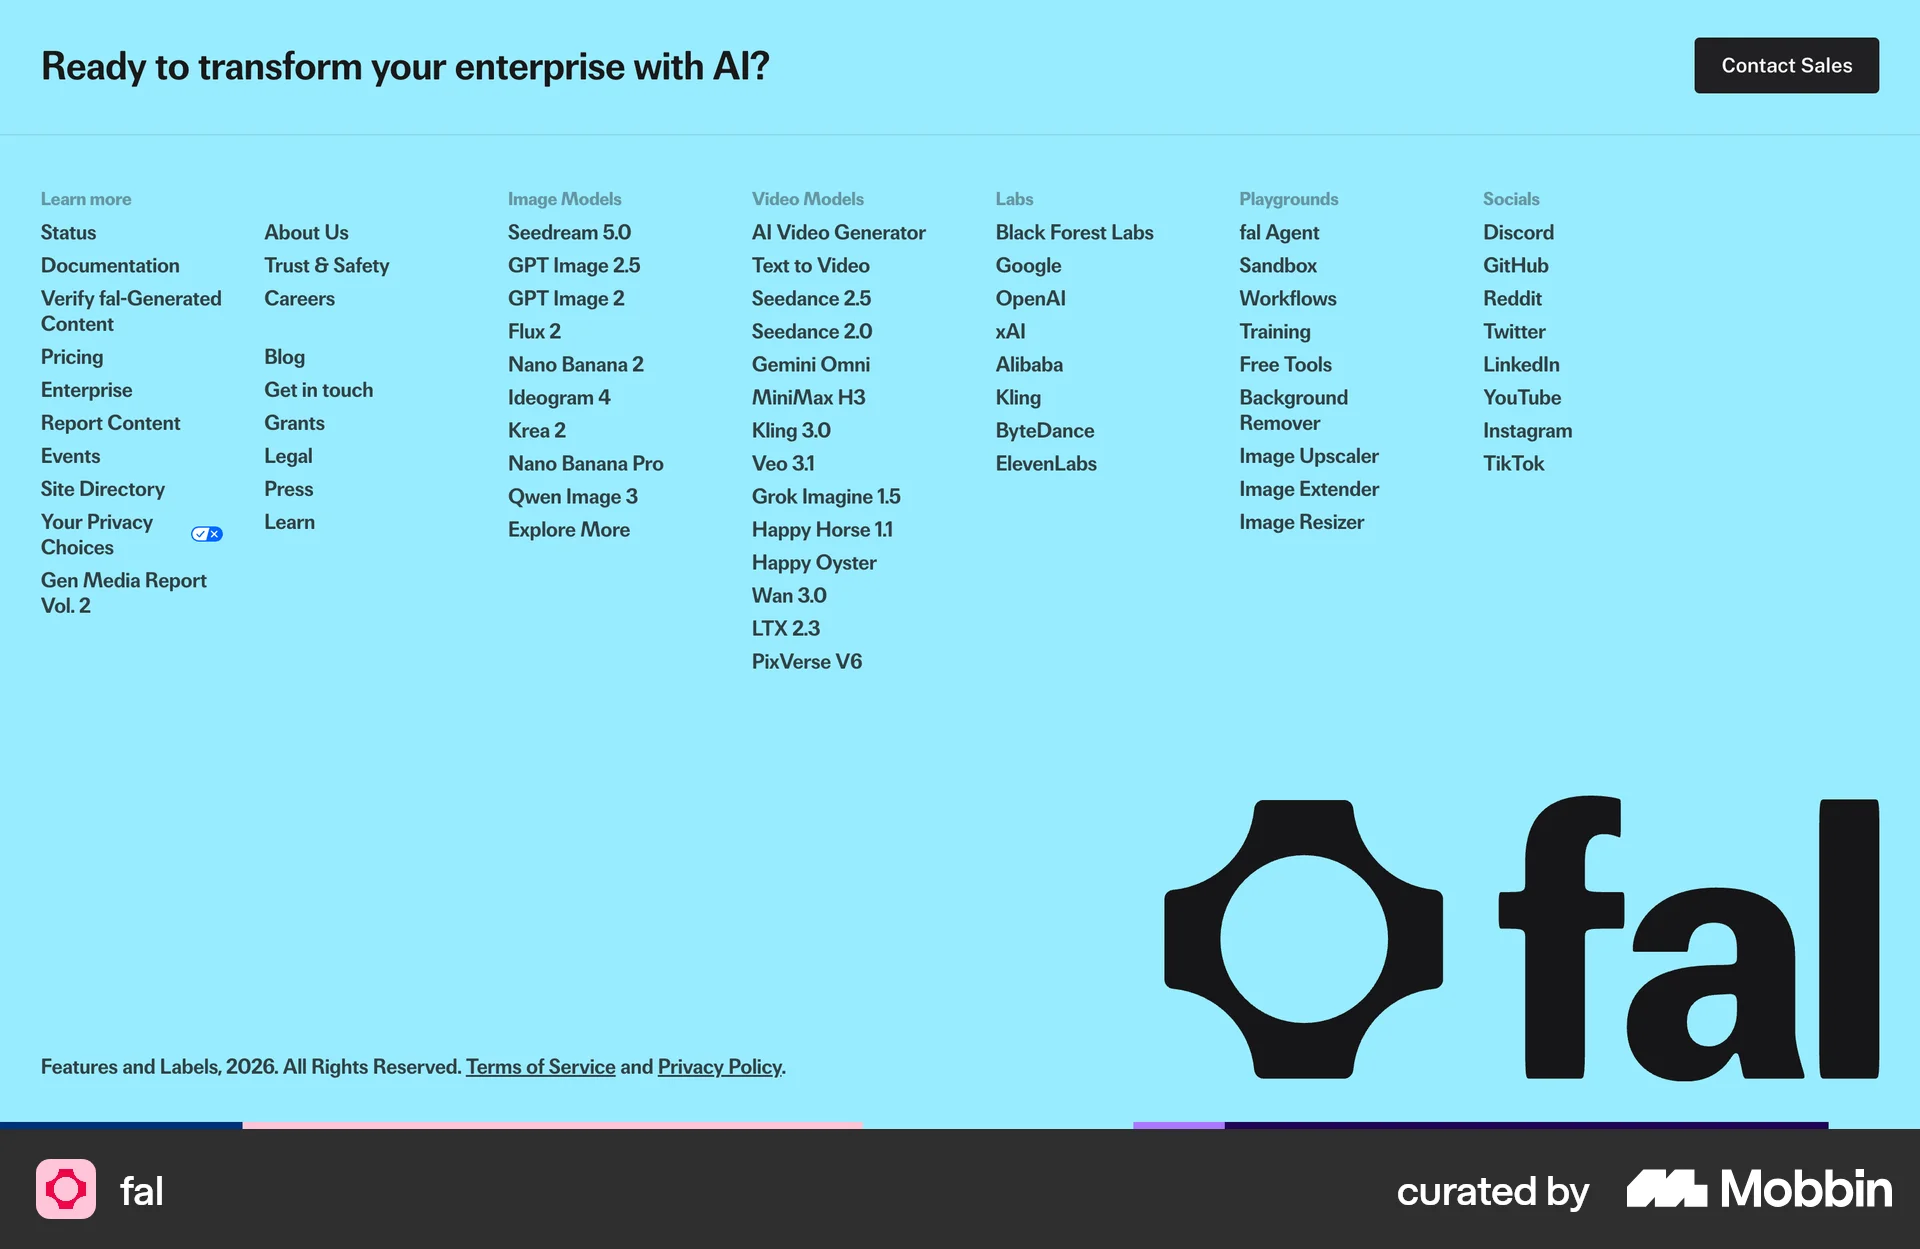 Ready to transform your enterprise with AI?
Contact Sales
Learn more
Status
Documentation
Verify fal-Generated
Content
Pricing
Enterprise
Report Content
Events
Site Directory
Your Privacy
Choices
Gen Media Report
Vol. 2
About Us
Trust & Safety
Careers
Blog
Get in touch
Grants
Legal
Press
Learn
Image Models
Seedream 5.0
GPT Image 2.5
GPT Image 2
Flux 2
Nano Banana 2
Ideogram 4
Krea 2
Nano Banana Pro
Qwen Image 3
Explore More
Video Models
AI Video Generator
Text to Video
Seedance 2.5
Seedance 2.0
Gemini Omni
MiniMax H3
Kling 3.0
Veo 3.1
Grok Imagine 1.5
Happy Horse 1.1
Happy Oyster
Wan 3.0
LTX 2.3
PixVerse V6
Labs
Black Forest Labs
Google
OpenAI
xAI
Alibaba
Kling
ByteDance
ElevenLabs
Playgrounds
fal Agent
Sandbox
Workflows
Training
Free Tools
Background
Remover
Image Upscaler
Image Extender
Image Resizer
Socials
Discord
GitHub
Reddit
Twitter
LinkedIn
YouTube
Instagram
TikTok
fal
Features and Labels, 2026. All Rights Reserved. Terms of Service and Privacy Policy.
fal
curated by Mobbin